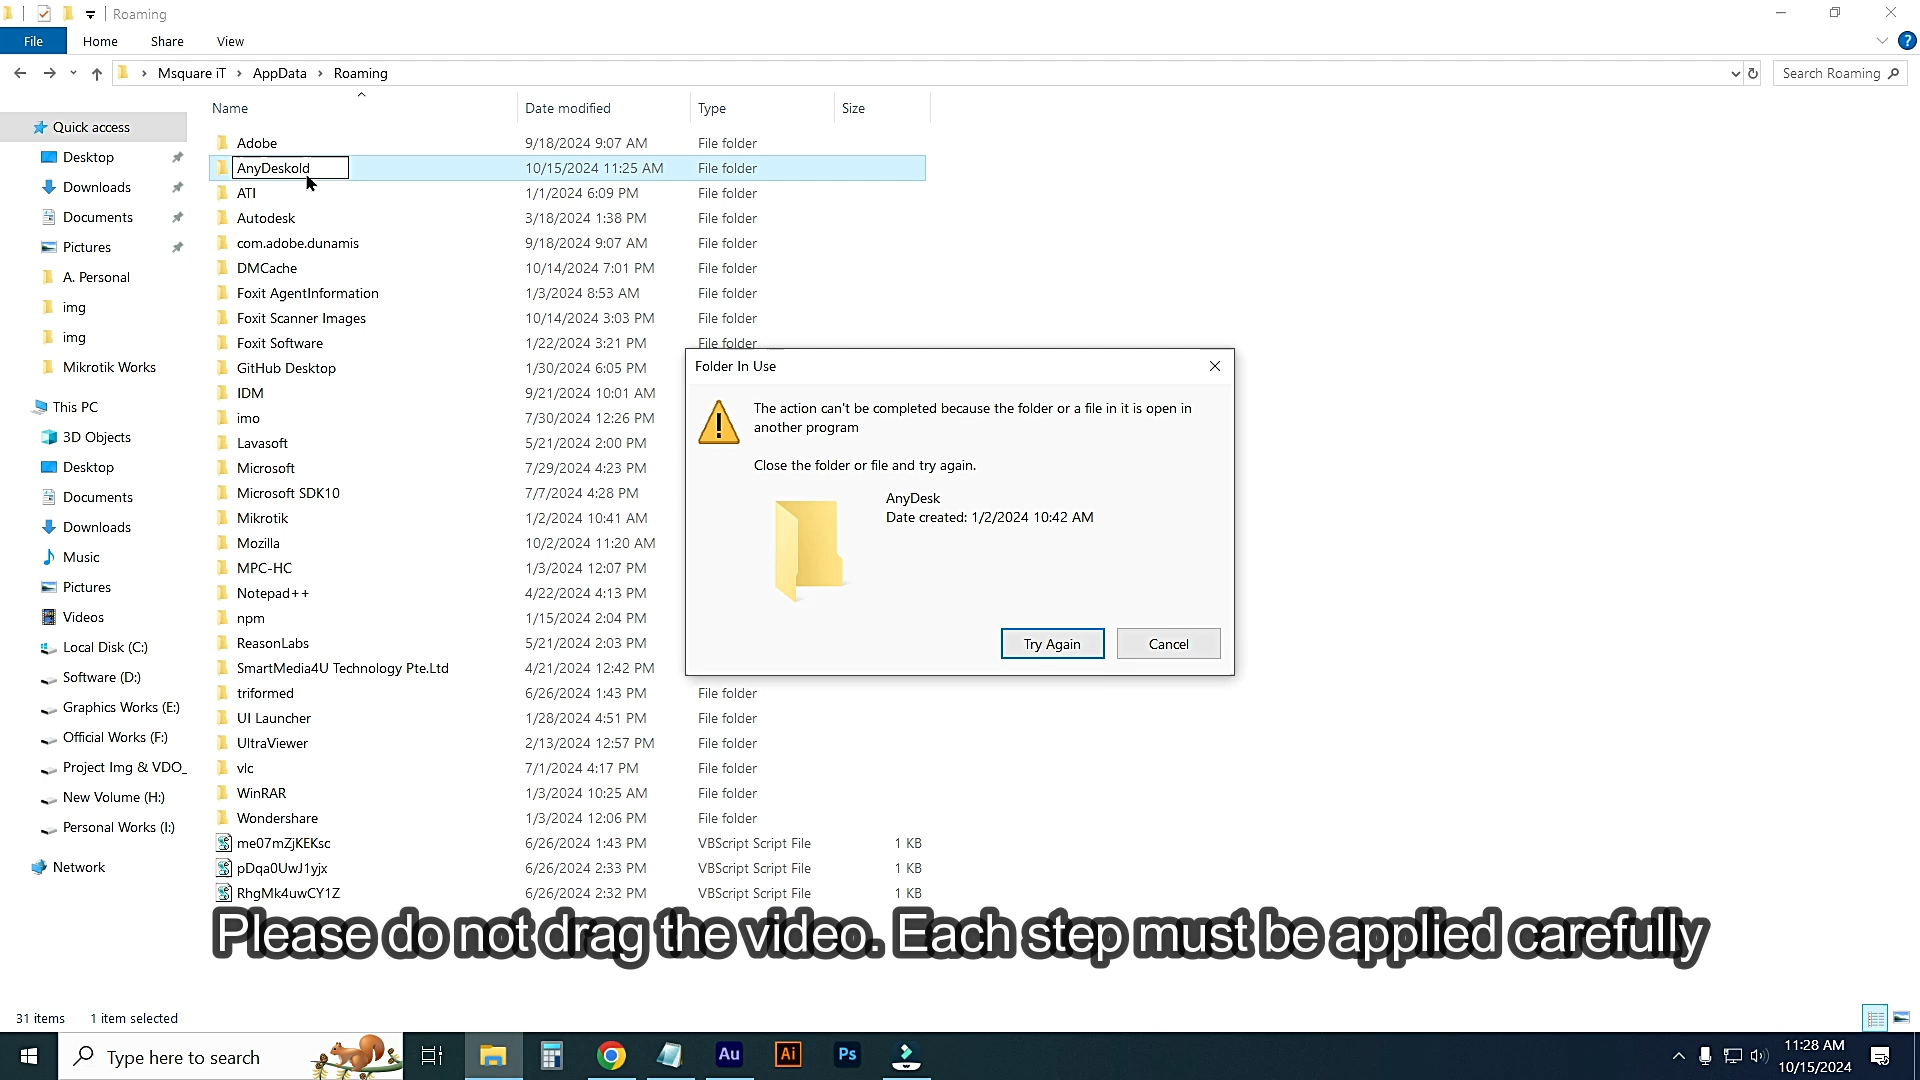 Roaming
File Home Share View
Msquare iT › AppData › Roaming
Search Roaming
Name Date modified Type Size
Quick access
Desktop
Downloads
Documents
Pictures
A. Personal
img
img
Mikrotik Works
This PC
3D Objects
Desktop
Documents
Downloads
Music
Pictures
Videos
Local Disk (C:)
Software (D:)
Graphics Works (E:)
Official Works (F:)
Project Img & VDO_
New Volume (H:)
Personal Works (I:)
Network
Adobe 9/18/2024 9:07 AM File folder
AnyDeskold 10/15/2024 11:25 AM File folder
ATI 1/1/2024 6:09 PM File folder
Autodesk 3/18/2024 1:38 PM File folder
com.adobe.dunamis 9/18/2024 9:07 AM File folder
DMCache 10/14/2024 7:01 PM File folder
Foxit AgentInformation 1/3/2024 8:53 AM File folder
Foxit Scanner Images 10/14/2024 3:03 PM File folder
Foxit Software 1/22/2024 3:21 PM File folder
GitHub Desktop 1/30/2024 6:05 PM
IDM 9/21/2024 10:01 AM
imo 7/30/2024 12:26 PM
Lavasoft 5/21/2024 2:00 PM
Microsoft 7/29/2024 4:23 PM
Microsoft SDK10 7/7/2024 4:28 PM
Mikrotik 1/2/2024 10:41 AM
Mozilla 10/2/2024 11:20 AM
MPC-HC 1/3/2024 12:07 PM
Notepad++ 4/22/2024 4:13 PM
npm 1/15/2024 2:04 PM
ReasonLabs 5/21/2024 2:03 PM
SmartMedia4U Technology Pte.Ltd 4/21/2024 12:42 PM
triformed 6/26/2024 1:43 PM File folder
UI Launcher 1/28/2024 4:51 PM File folder
UltraViewer 2/13/2024 12:57 PM File folder
vlc 7/1/2024 4:17 PM File folder
WinRAR 1/3/2024 10:25 AM File folder
Wondershare 1/3/2024 12:06 PM File folder
me07mZjKEKsc 6/26/2024 1:43 PM VBScript Script File 1 KB
pDqa0UwJ1yjx 6/26/2024 2:33 PM VBScript Script File 1 KB
RhgMk4uwCY1Z 6/26/2024 2:32 PM VBScript Script File 1 KB
Folder In Use
The action can't be completed because the folder or a file in it is open in
another program
Close the folder or file and try again.
AnyDesk
Date created: 1/2/2024 10:42 AM
Try Again Cancel
Please do not drag the video. Each step must be applied carefully
31 items 1 item selected
Type here to search
Au Ai Ps
11:28 AM
10/15/2024